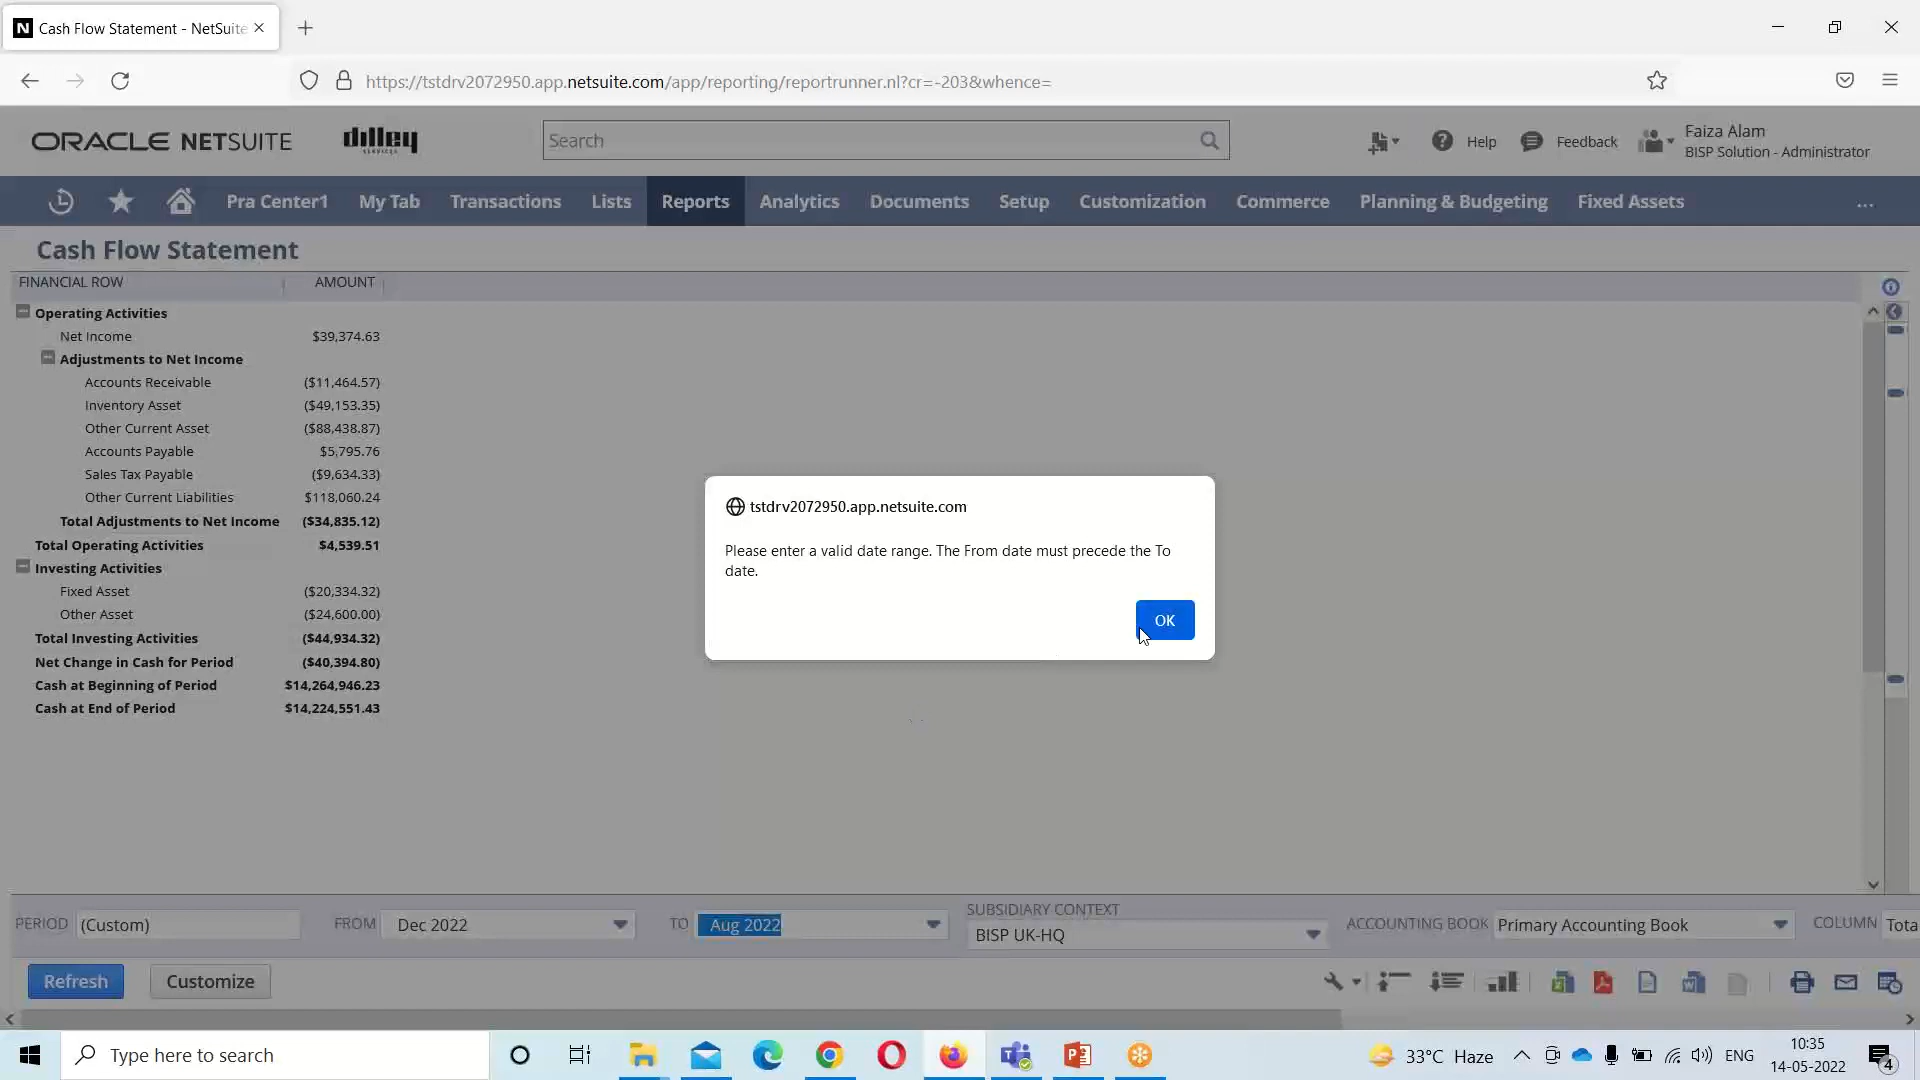 Cash Flow Statement - NetSuite
https://tstdrv2072950.app.netsuite.com/app/reporting/reportrunner.nl?cr=-203&whence=
ORACLE NETSUITE
dilley
SERVICES
Search
Help
Feedback
Faiza Alam
BISP Solution - Administrator
Pra Center1 My Tab Transactions Lists Reports Analytics Documents Setup Customization Commerce Planning & Budgeting Fixed Assets ...
Cash Flow Statement
FINANCIAL ROW AMOUNT
Operating Activities
Net Income $39,374.63
Adjustments to Net Income
Accounts Receivable ($11,464.57)
Inventory Asset ($49,153.35)
Other Current Asset ($88,438.87)
Accounts Payable $5,795.76
Sales Tax Payable ($9,634.33)
Other Current Liabilities $118,060.24
Total Adjustments to Net Income ($34,835.12)
Total Operating Activities $4,539.51
Investing Activities
Fixed Asset ($20,334.32)
Other Asset ($24,600.00)
Total Investing Activities ($44,934.32)
Net Change in Cash for Period ($40,394.80)
Cash at Beginning of Period $14,264,946.23
Cash at End of Period $14,224,551.43
tstdrv2072950.app.netsuite.com
Please enter a valid date range. The From date must precede the To
date.
OK
PERIOD (Custom) FROM Dec 2022 TO Aug 2022
SUBSIDIARY CONTEXT
BISP UK-HQ
ACCOUNTING BOOK Primary Accounting Book COLUMN Tota
Refresh Customize
Type here to search
33°C Haze
ENG
10:35
14-05-2022
4